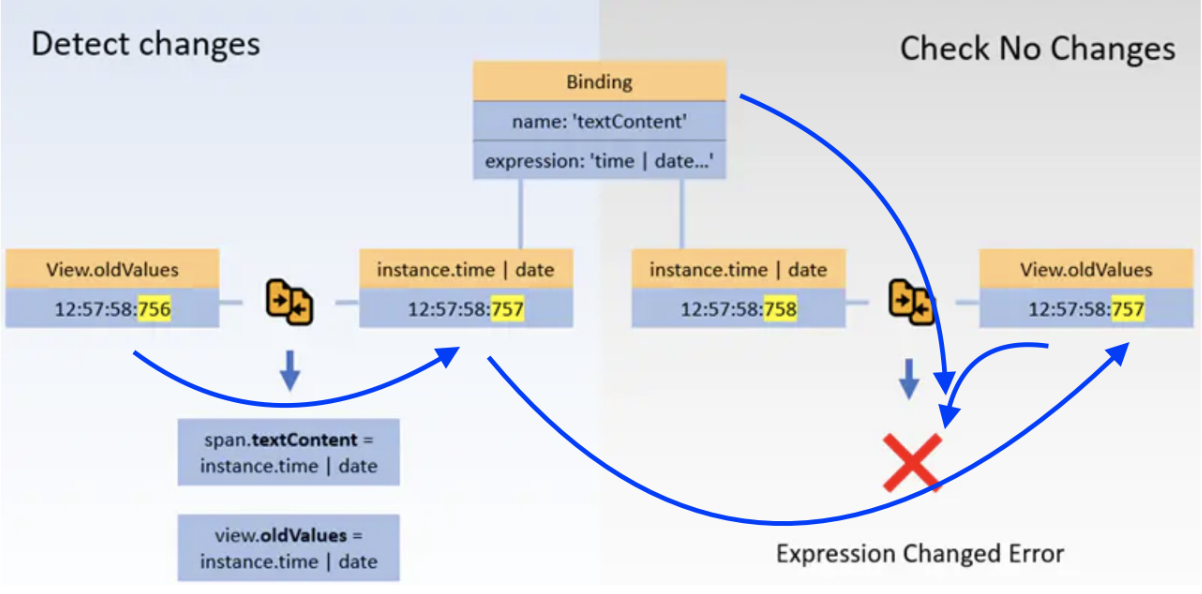 Detect changes
Check No Changes
Binding
name: 'textContent'
expression: 'time | date...'
View.oldValues
12:57:58:756
instance.time | date
12:57:58:757
instance.time | date
12:57:58:758
View.oldValues
12:57:58:757
span.textContent =
instance.time | date
view.oldValues =
instance.time | date
Expression Changed Error